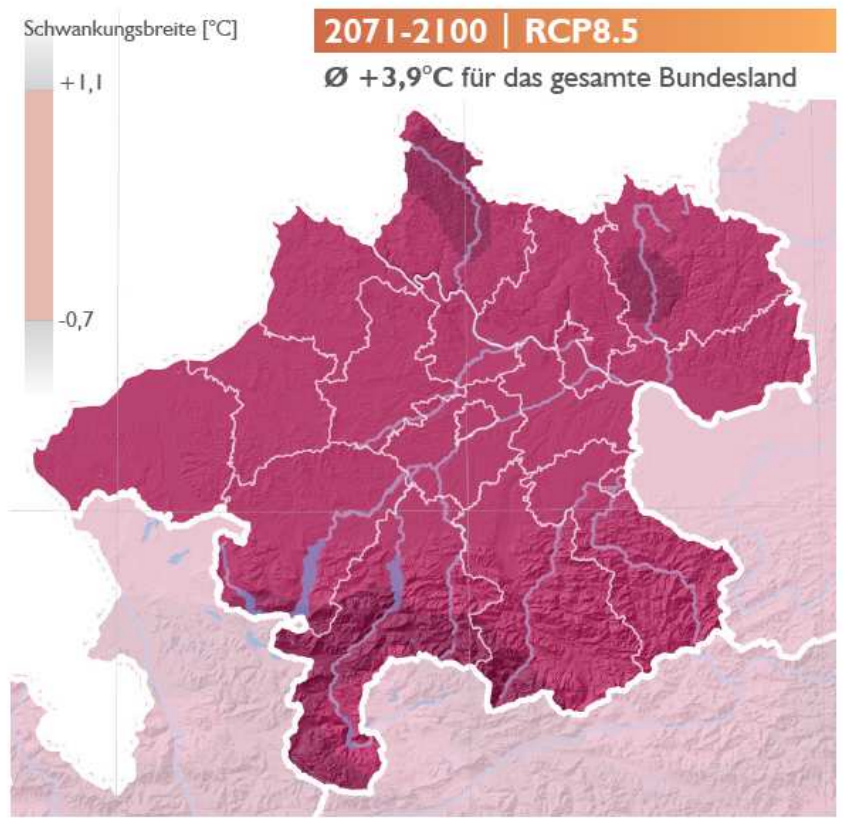 Schwankungsbreite [°C]
2071-2100 | RCP8.5
+1,1
Ø +3,9°C für das gesamte Bundesland
-0,7